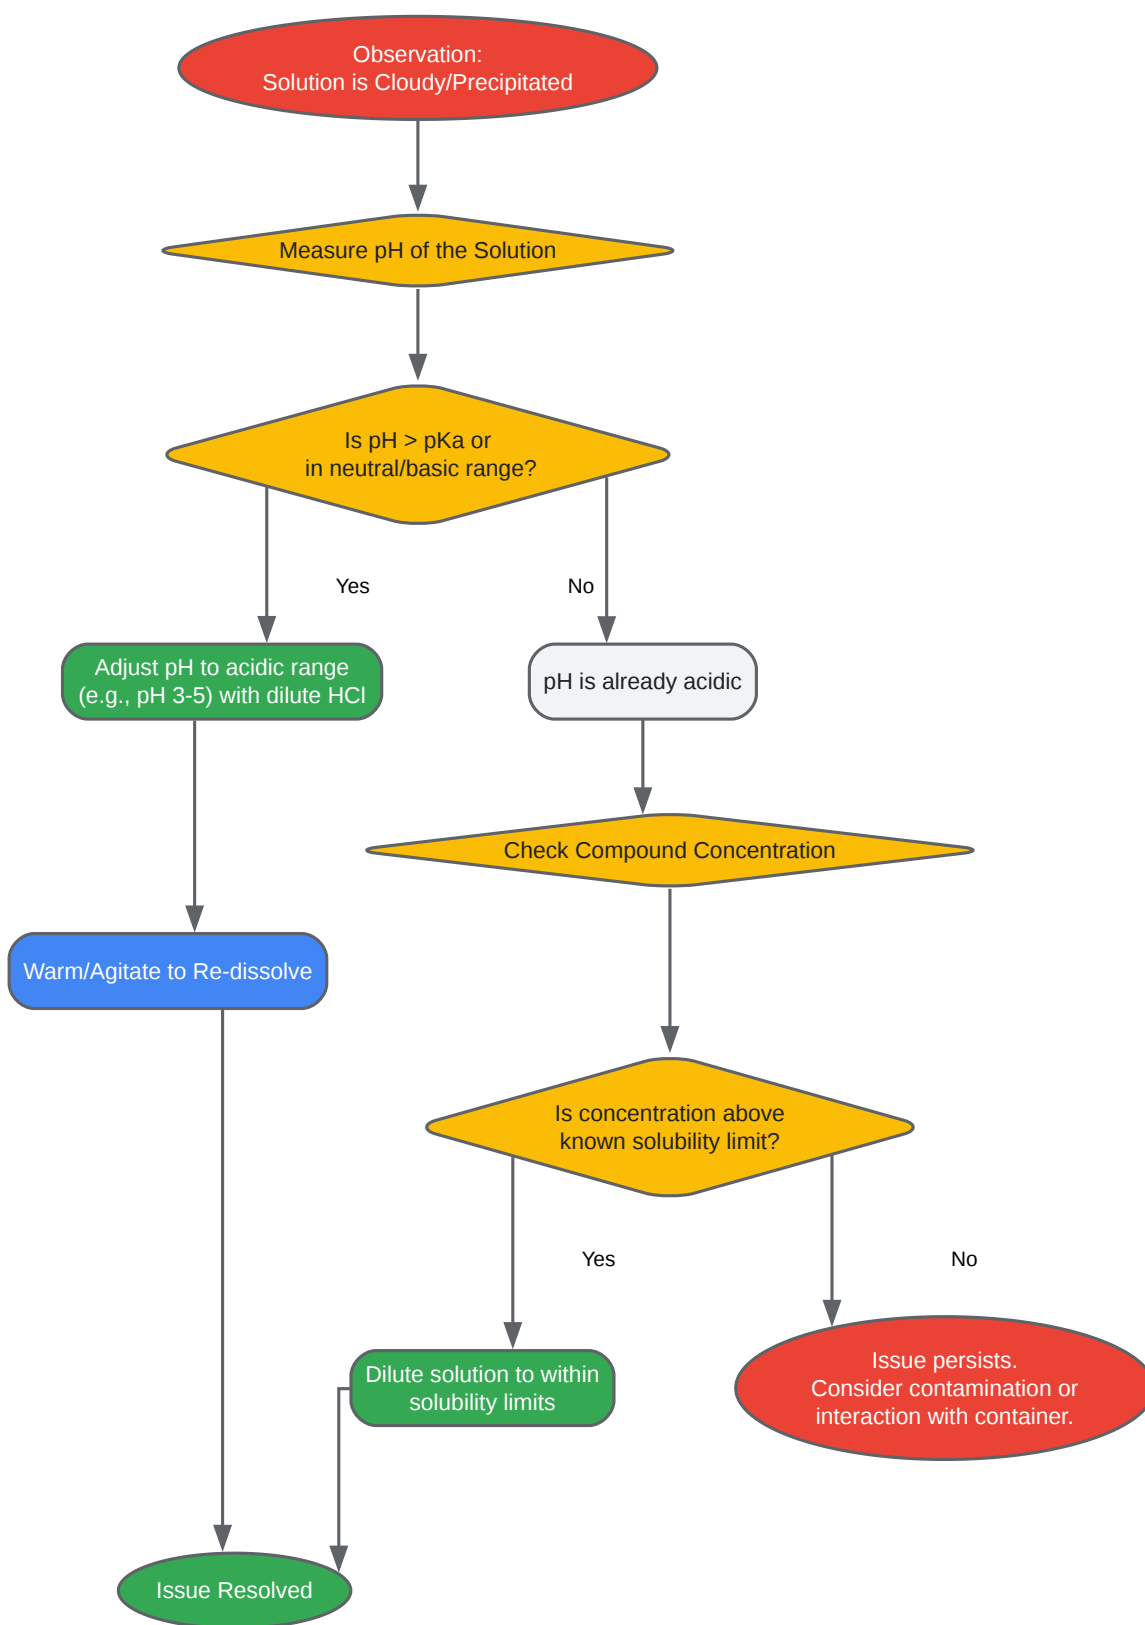 Observation:
Solution is Cloudy/Precipitated
Measure pH of the Solution
Is pH > pKa or
in neutral/basic range?
Yes
No
Adjust pH to acidic range
(e.g., pH 3-5) with dilute HCl
pH is already acidic
Check Compound Concentration
Warm/Agitate to Re-dissolve
Is concentration above
known solubility limit?
Yes
No
Dilute solution to within
solubility limits
Issue persists.
Consider contamination or
interaction with container.
Issue Resolved